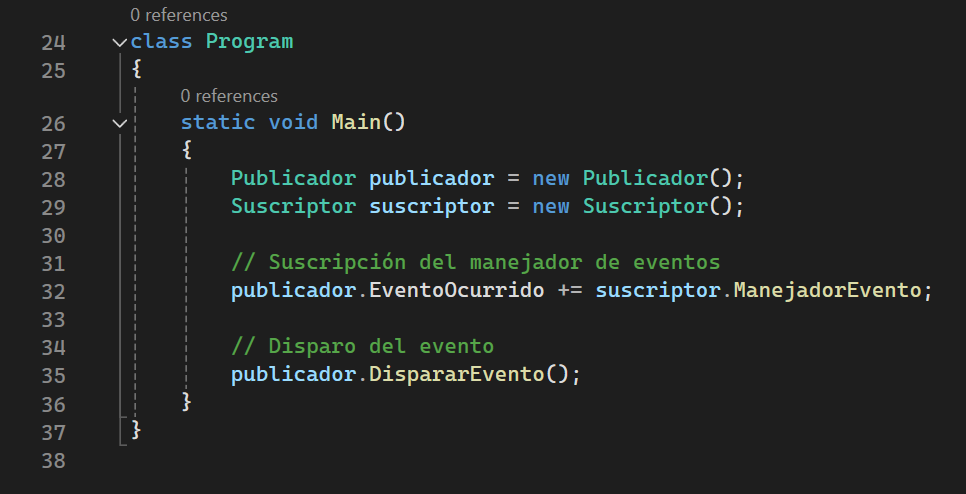 0 references
24 class Program
25 {
0 references
26 static void Main()
27 {
28 Publicador publicador = new Publicador();
29 Suscriptor suscriptor = new Suscriptor();
30
31 // Suscripción del manejador de eventos
32 publicador.EventoOcurrido += suscriptor.ManejadorEvento;
33
34 // Disparo del evento
35 publicador.DispararEvento();
36 }
37 }
38